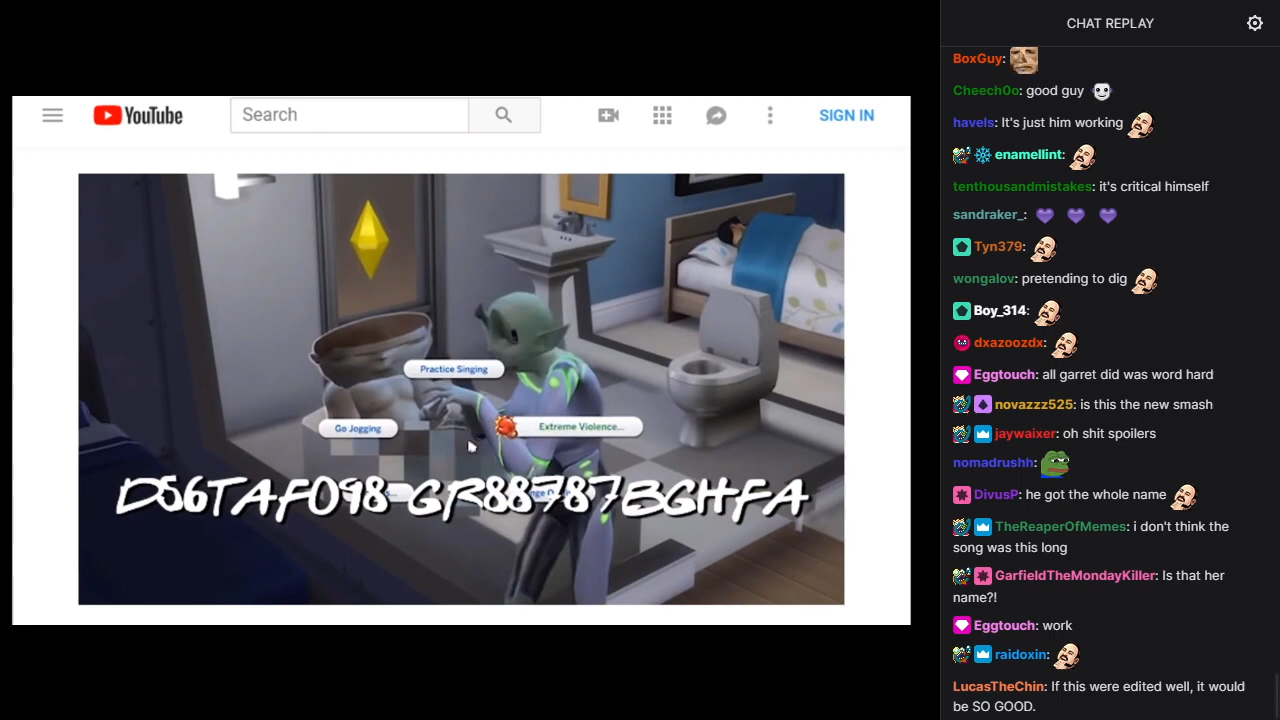 YouTube
Search
SIGN IN
Practice Singing
Go Jogging
Extreme Violence...
DS6TAF098-GR88787BGHFA
CHAT REPLAY
BoxGuy:
Cheech0o: good guy
havels: It's just him working
enamellint:
tenthousandmistakes: it's critical himself
sandraker_:
Tyn379:
wongalov: pretending to dig
Boy_314:
dxazoozdx:
Eggtouch: all garret did was word hard
novazzz525: is this the new smash
jaywaixer: oh shit spoilers
nomadrushh:
DivusP: he got the whole name
TheReaperOfMemes: i don't think the
song was this long
GarfieldTheMondayKiller: Is that her
name?!
Eggtouch: work
raidoxin:
LucasTheChin: If this were edited well, it would
be SO GOOD.